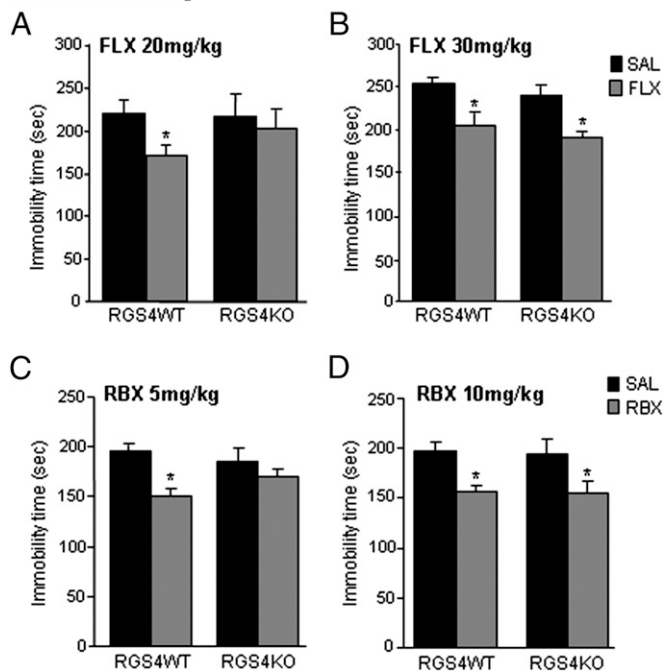 A
FLX 20mg/kg
Immobility time (sec)
300
250
200
150
100
50
0
*
RGS4WT RGS4KO
B
FLX 30mg/kg
SAL
FLX
Immobility time (sec)
300
250
200
150
100
50
0
* *
RGS4WT RGS4KO
C
RBX 5mg/kg
Immobility time (sec)
250
200
150
100
50
0
*
RGS4WT RGS4KO
D
RBX 10mg/kg
SAL
RBX
Immobility time (sec)
250
200
150
100
50
0
* *
RGS4WT RGS4KO